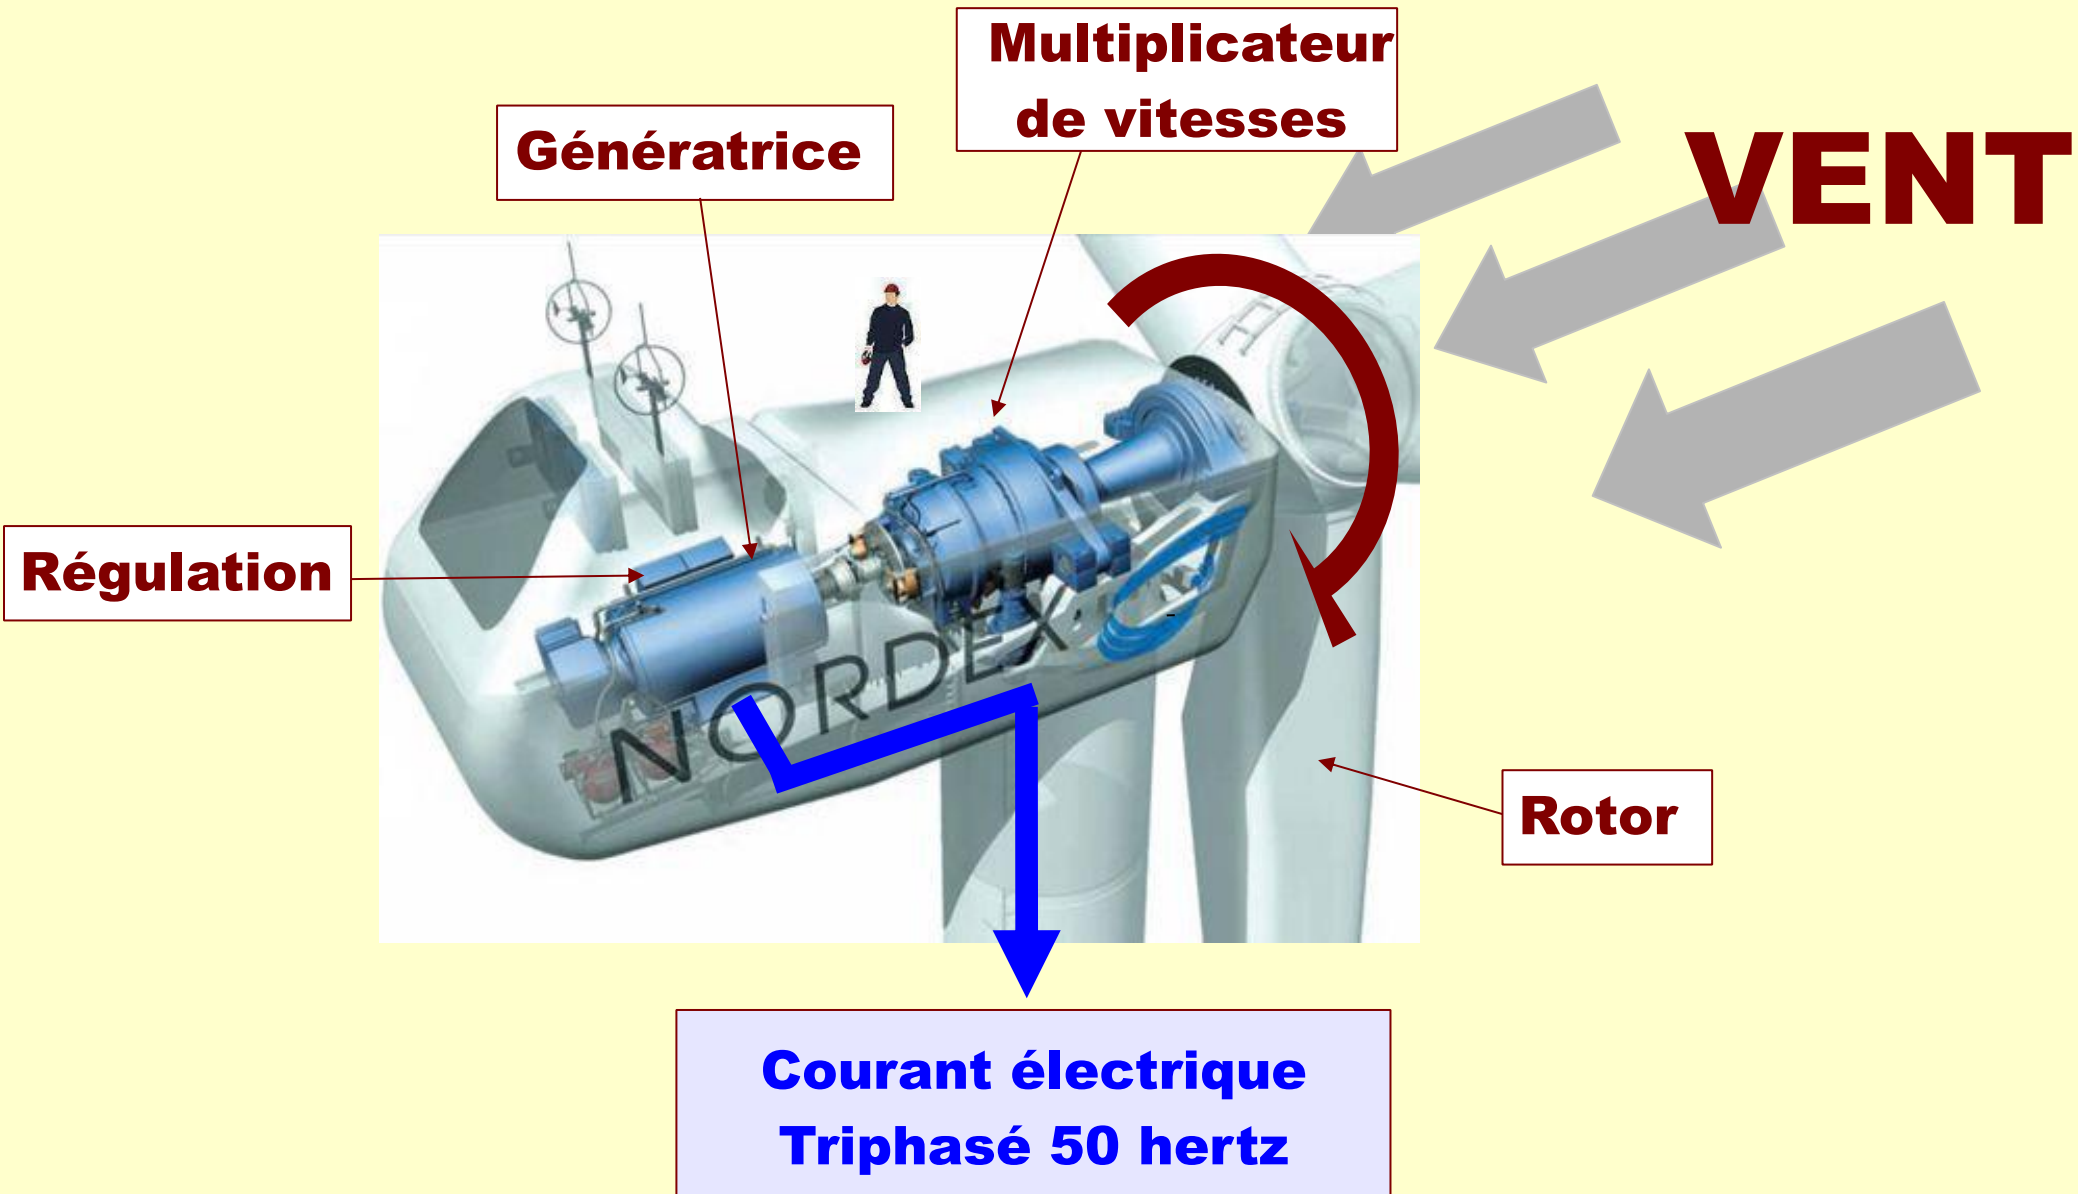 Multiplicateur
de vitesses
VENT
Génératrice
Régulation
NORDEX
Rotor
Courant électrique
Triphasé 50 hertz